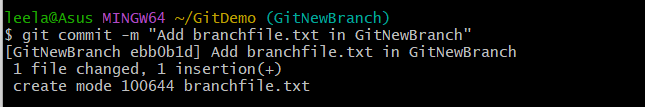 leela@Asus MINGW64 ~/GitDemo (GitNewBranch)
$ git commit -m "Add branchfile.txt in GitNewBranch"
[GitNewBranch ebb0b1d] Add branchfile.txt in GitNewBranch
 1 file changed, 1 insertion(+)
 create mode 100644 branchfile.txt